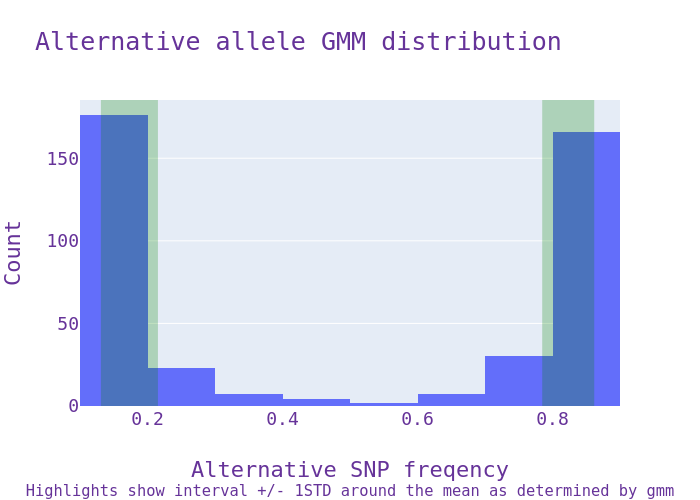 Alternative allele GMM distribution
150
100
50
0
Count
0.2 0.4 0.6 0.8
Alternative SNP freqency
Highlights show interval +/- 1STD around the mean as determined by gmm